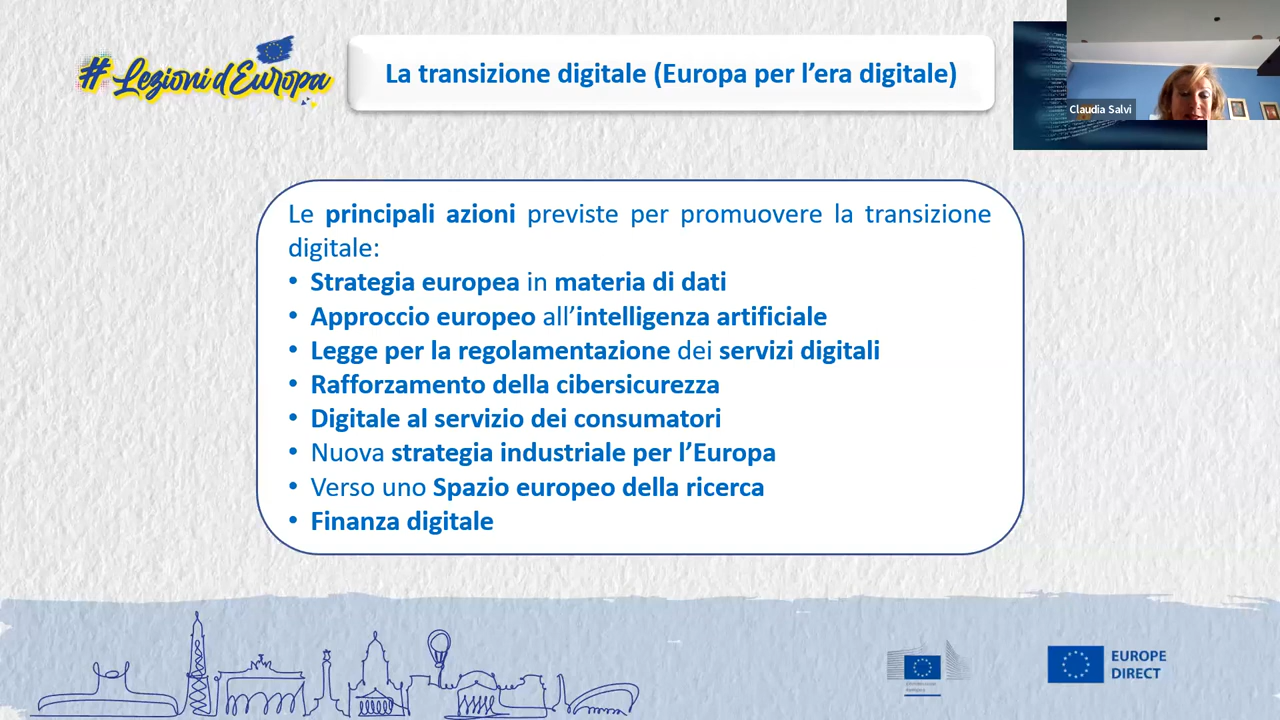 #LezionidEuropa
La transizione digitale (Europa per l’era digitale)
Claudia Salvi
Le principali azioni previste per promuovere la transizione
digitale:
• Strategia europea in materia di dati
• Approccio europeo all’intelligenza artificiale
• Legge per la regolamentazione dei servizi digitali
• Rafforzamento della cibersicurezza
• Digitale al servizio dei consumatori
• Nuova strategia industriale per l’Europa
• Verso uno Spazio europeo della ricerca
• Finanza digitale
EUROPE
DIRECT